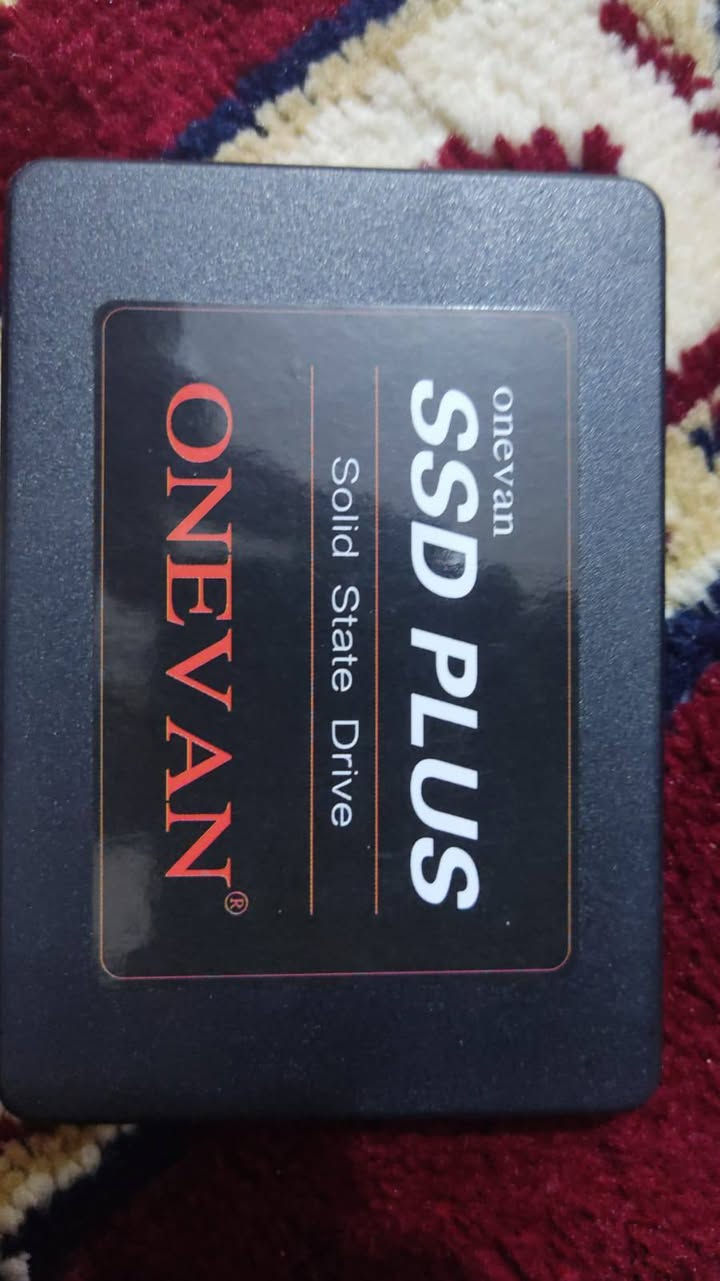 onevan
SSD PLUS
Solid State Drive
ONEVAN®